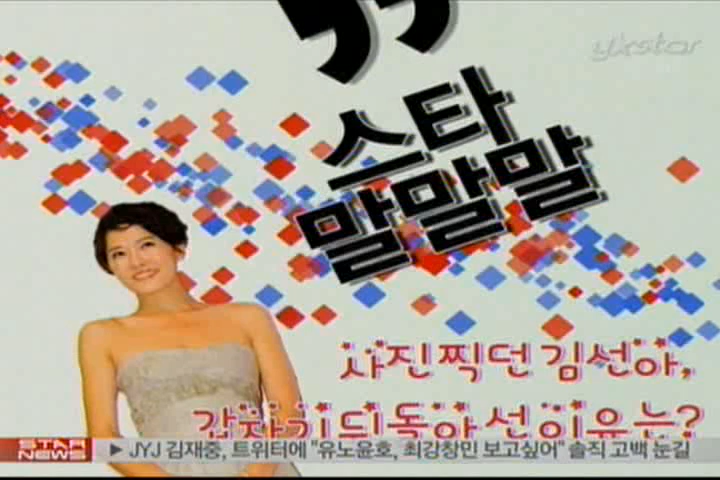 ystar
스타
말말말
사진찍던 김선아,
갑자기 뒤돌아 선 이유는?
STAR NEWS
▶ JYJ 김재중, 트위터에 "유노윤호, 최강창민 보고싶어" 솔직 고백 눈길